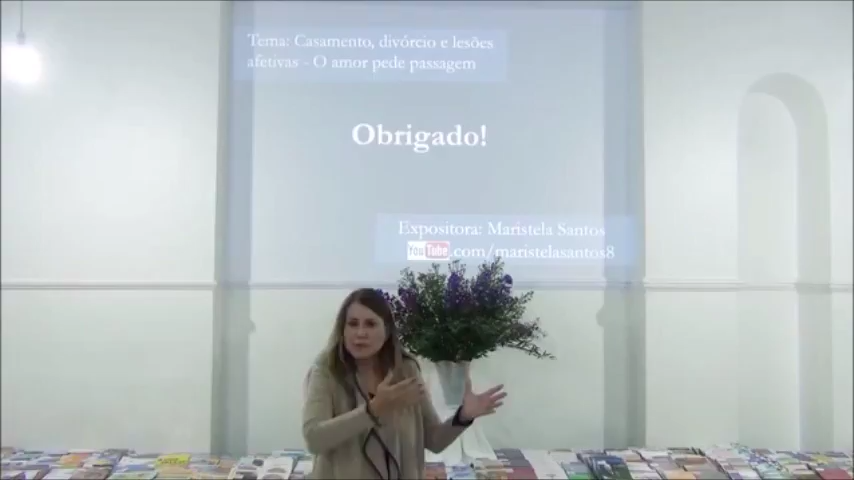 Tema: Casamento, divórcio e lesões
afetivas - O amor pede passagem
Obrigado!
Expositora: Maristela Santos
YouTube.com/maristelasantos8